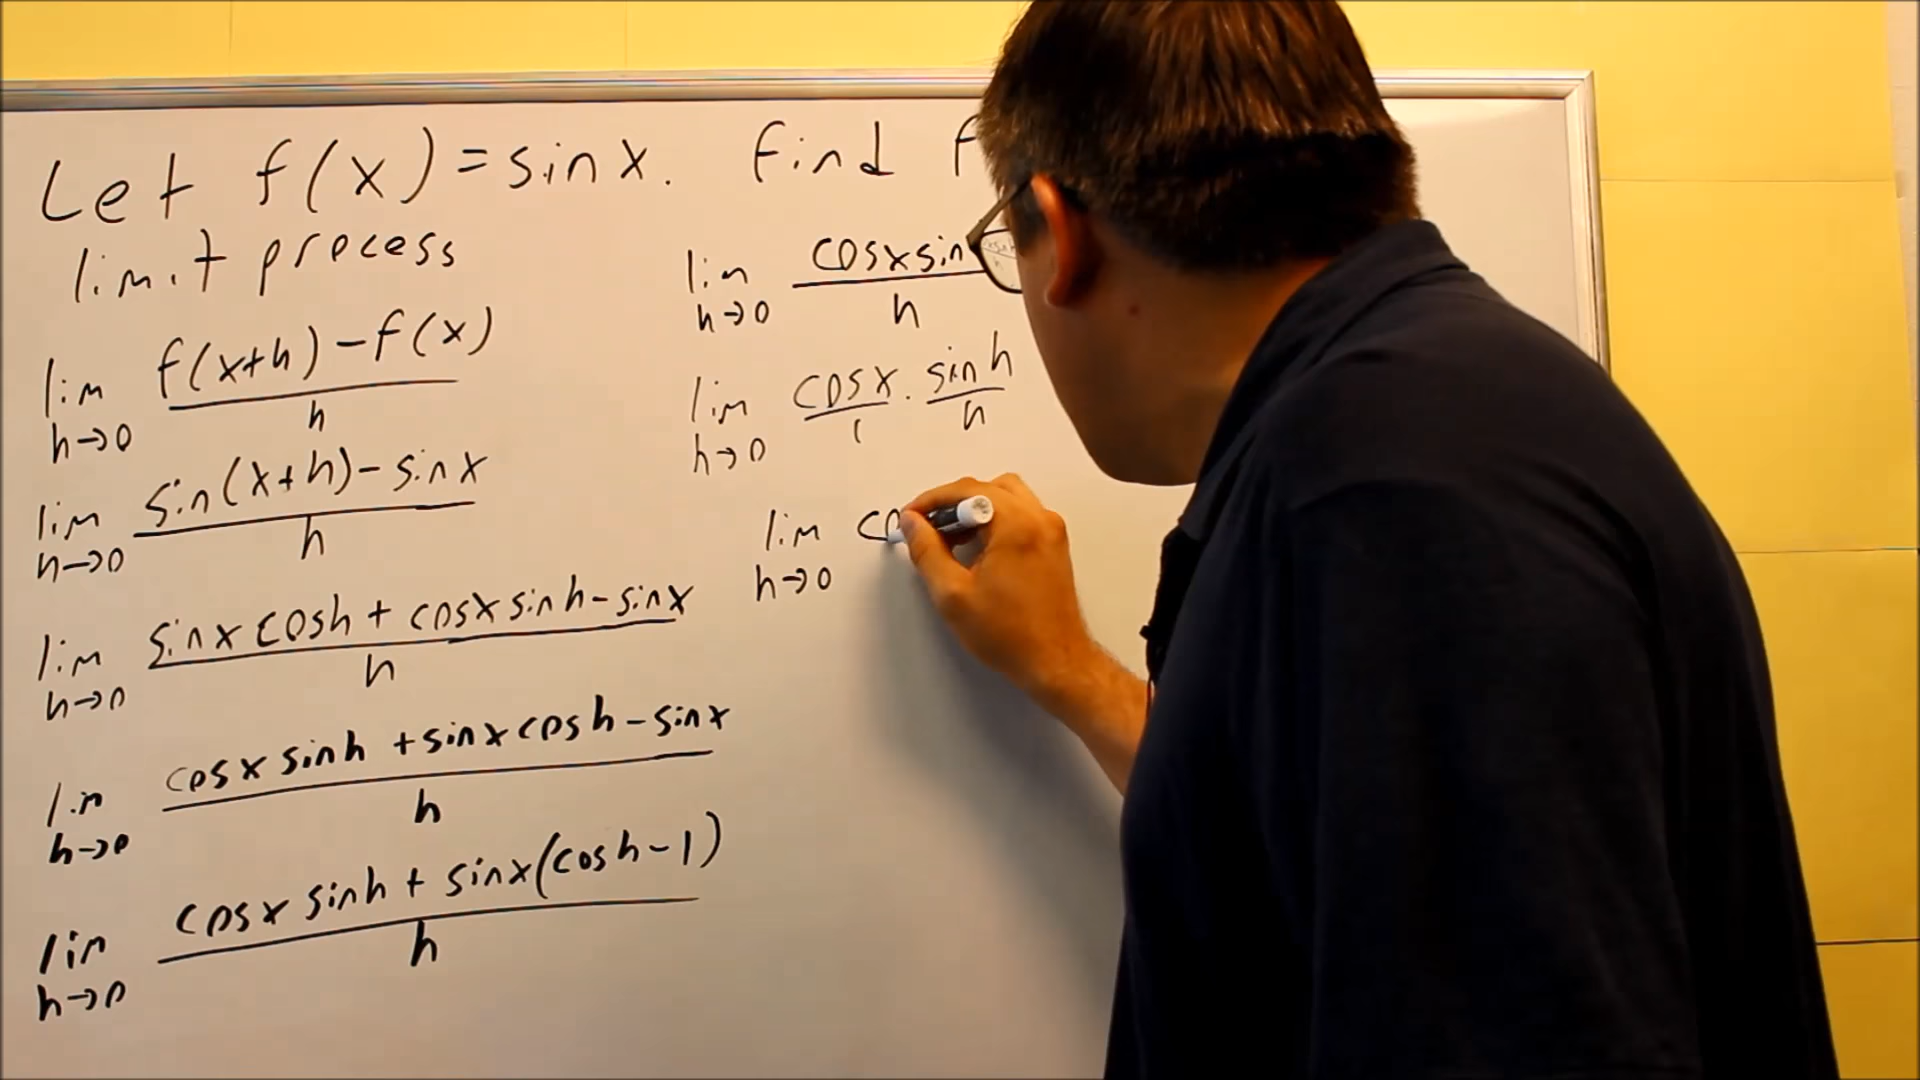 Let f(x) = sin x. Find f
limit process
lim f(x+h) - f(x)
h→0 h
lim sin(x+h) - sin x
h→0 h
lim sin x cos h + cos x sin h - sin x
h→0 h
lim cos x sin h + sin x cos h - sin x
h→0 h
lim cos x sin h + sin x (cos h - 1)
h→0 h
lim cos x sin
h→0 h
lim cos x/1 · sin h/h
h→0
lim co
h→0